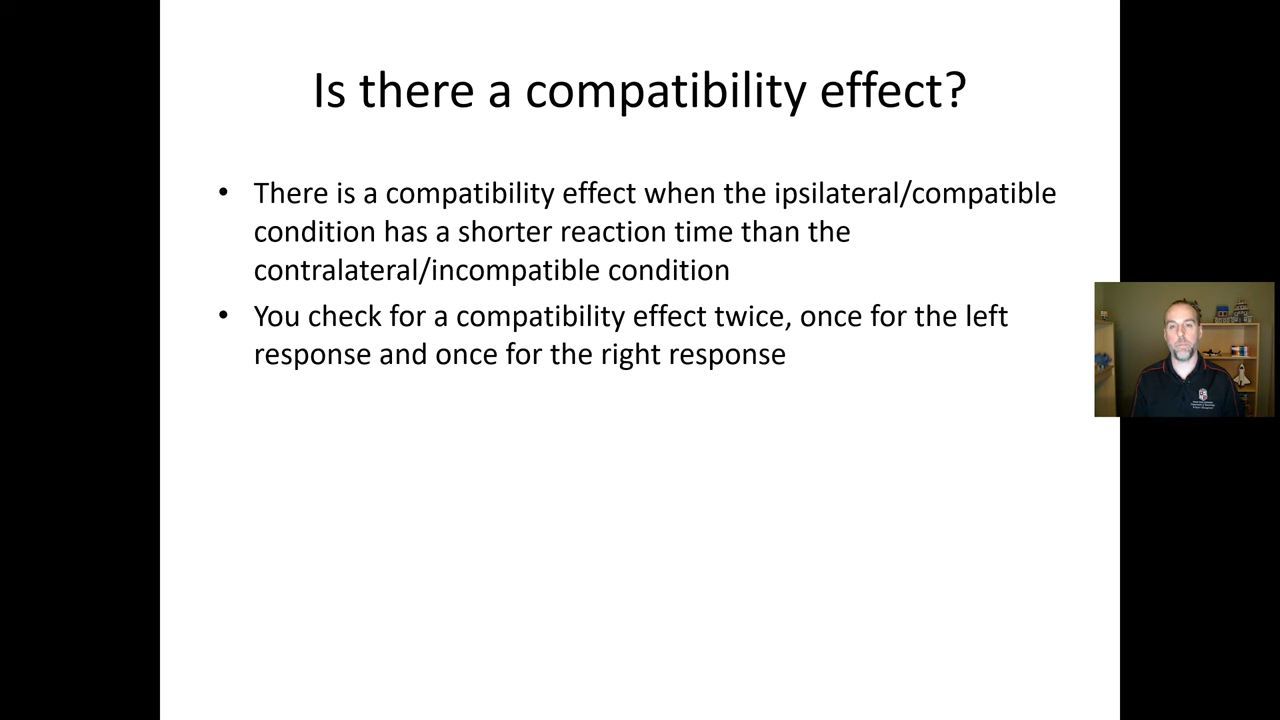 Is there a compatibility effect?
• There is a compatibility effect when the ipsilateral/compatible
condition has a shorter reaction time than the
contralateral/incompatible condition
• You check for a compatibility effect twice, once for the left
response and once for the right response